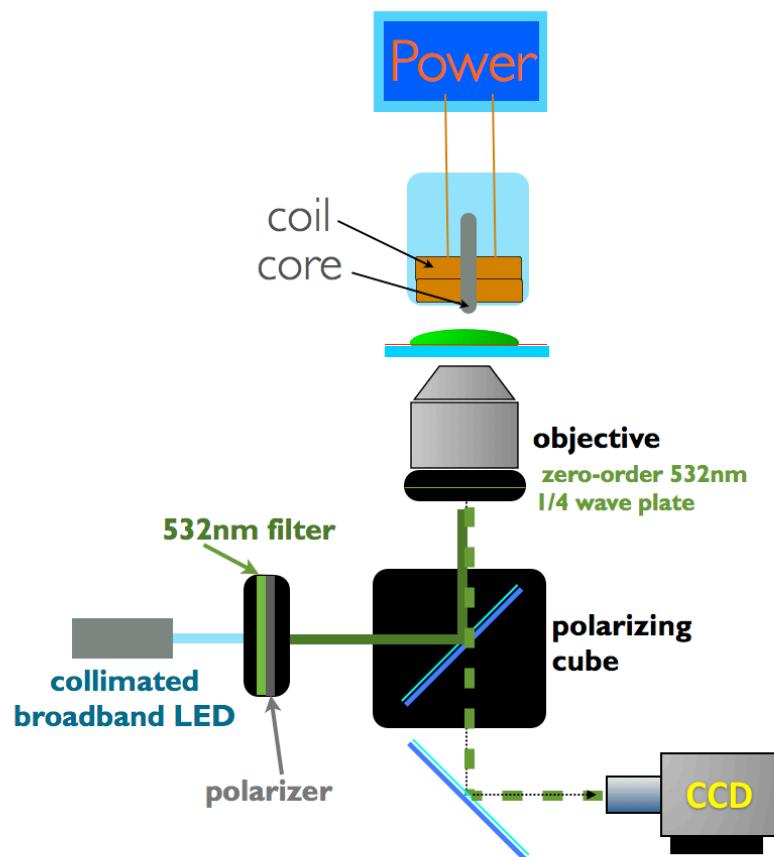 Power
coil
core
objective
zero-order 532nm
1/4 wave plate
532nm filter
polarizing
cube
collimated
broadband LED
polarizer
CCD